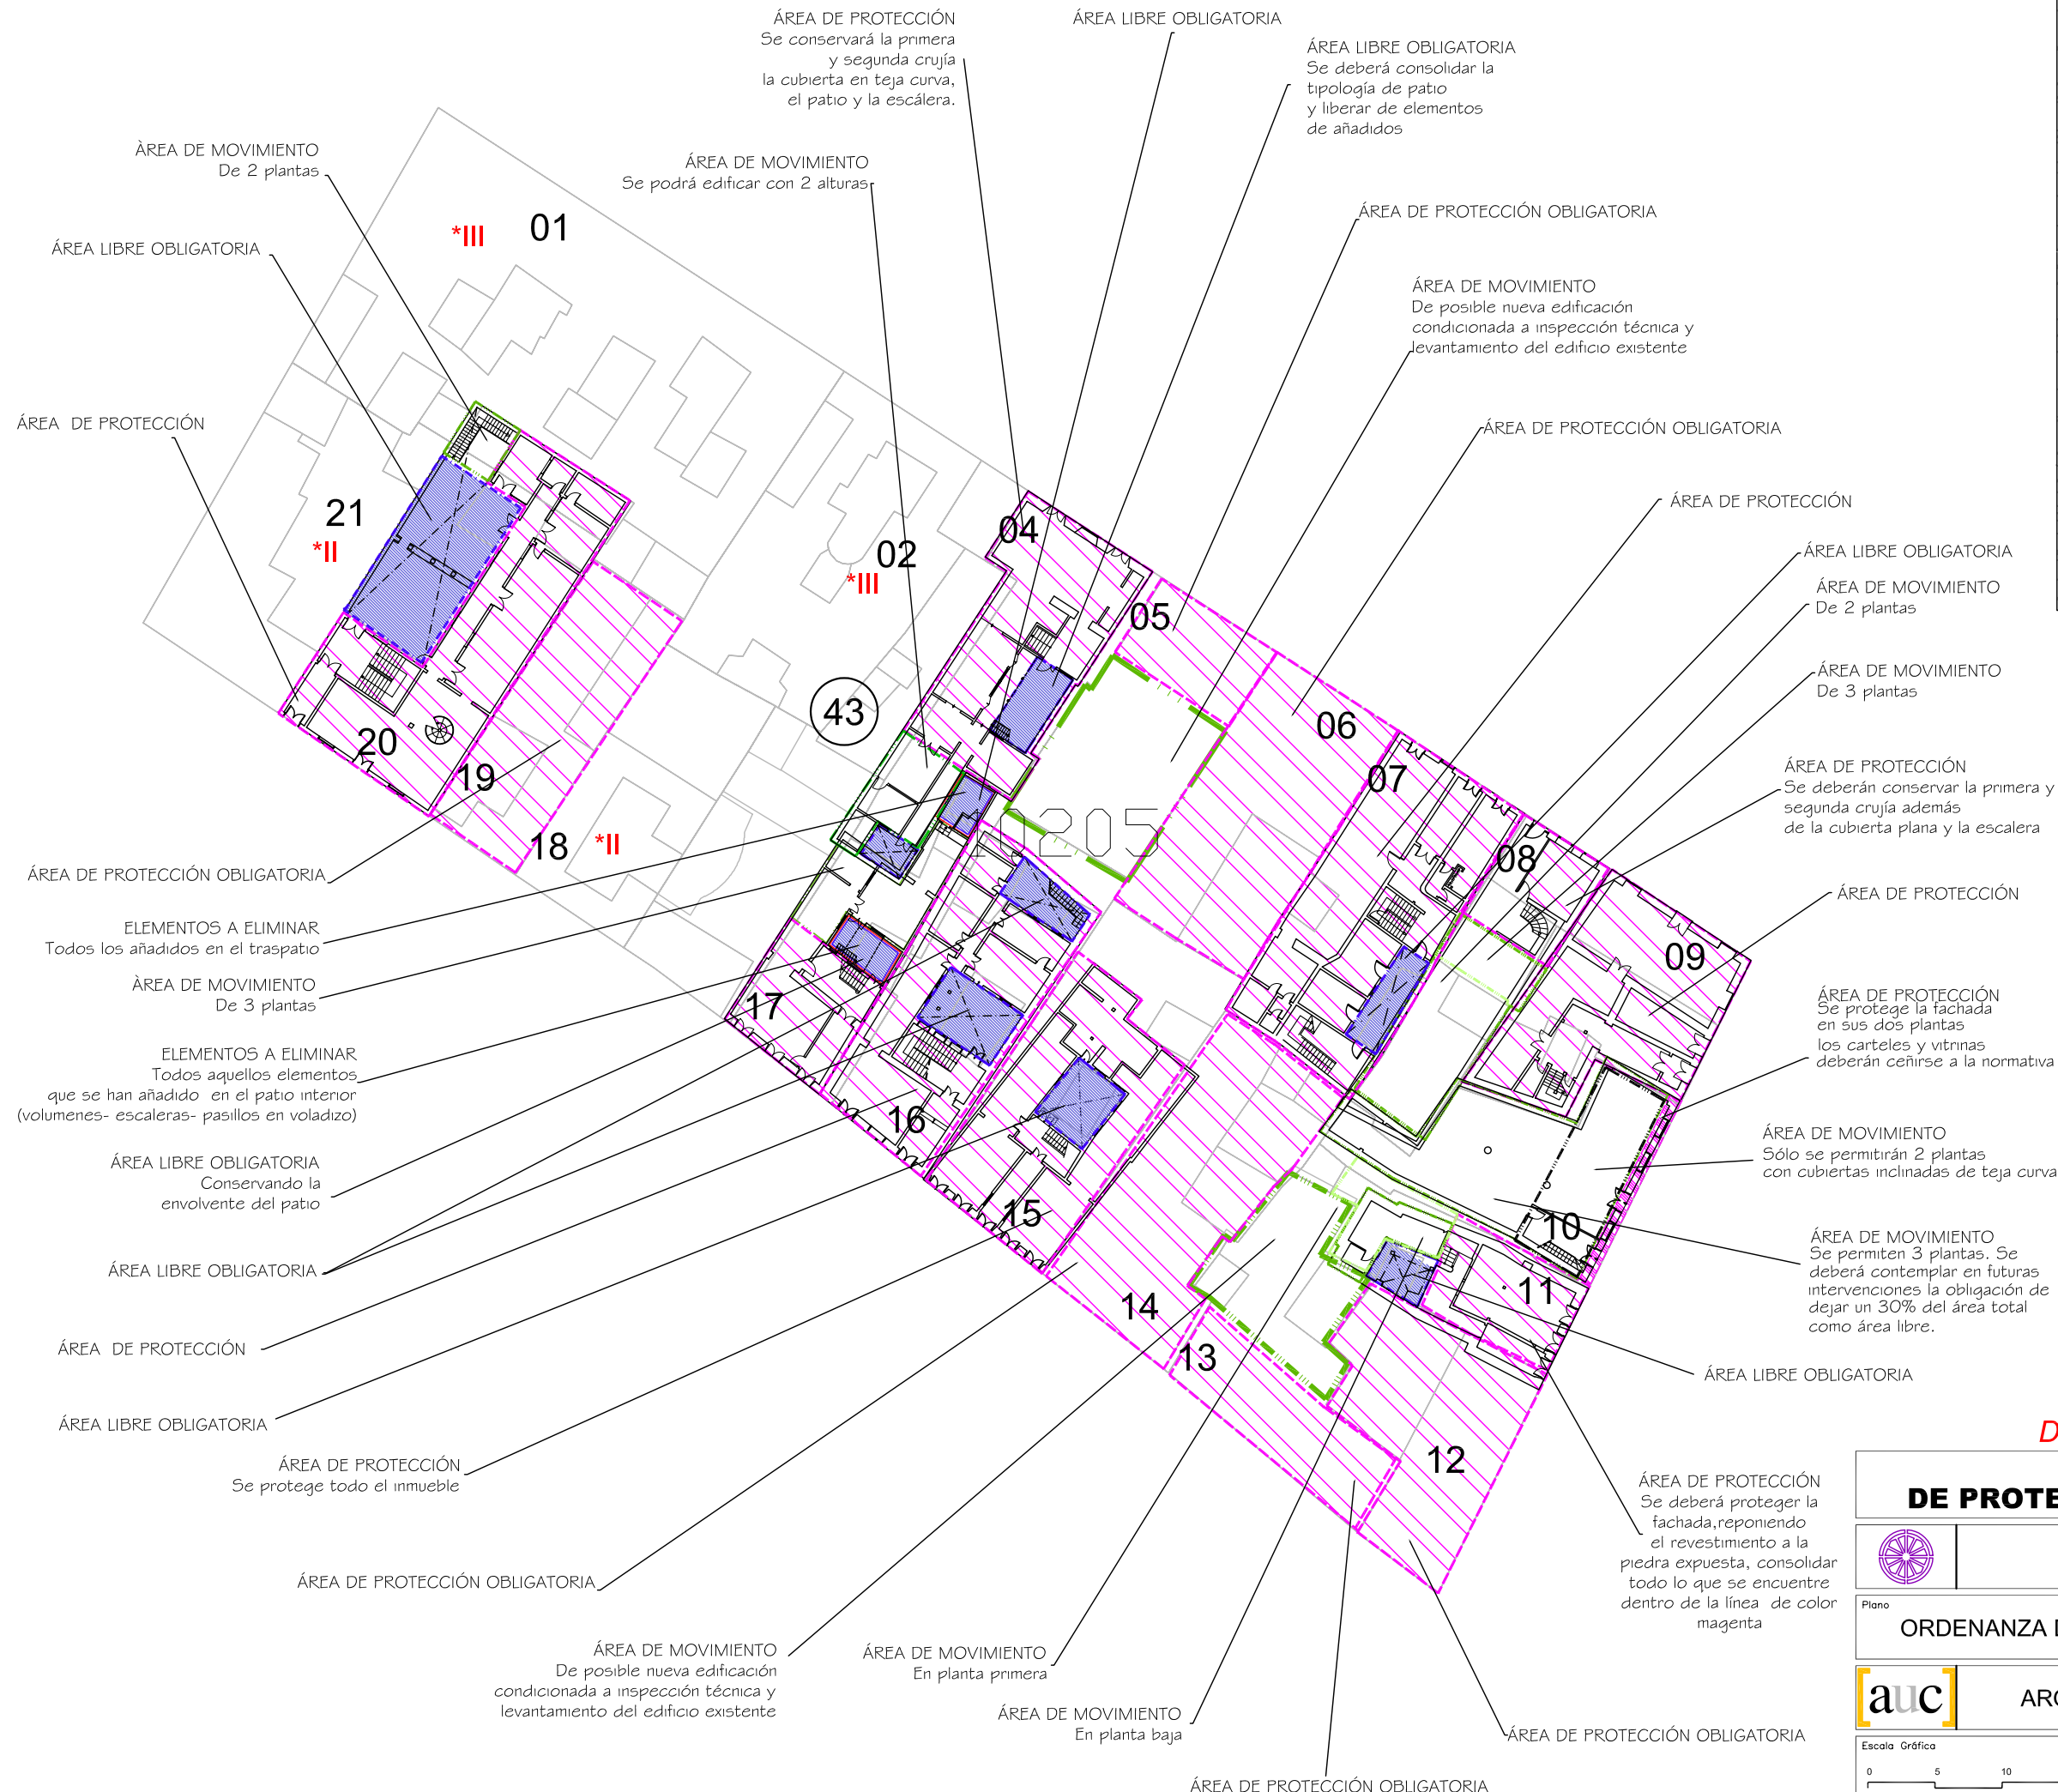 ÁREA DE PROTECCIÓN
Se conservará la primera
y segunda crujía
la cubierta en teja curva,
el patio y la escálera.
ÁREA LIBRE OBLIGATORIA
ÁREA LIBRE OBLIGATORIA
Se deberá consolidar la
tipología de patio
y liberar de elementos
de añadidos
ÀREA DE MOVIMIENTO
De 2 plantas
ÁREA DE MOVIMIENTO
Se podrá edificar con 2 alturas
ÁREA LIBRE OBLIGATORIA
ÁREA DE PROTECCIÓN OBLIGATORIA
ÁREA DE MOVIMIENTO
De posible nueva edificación
condicionada a inspección técnica y
levantamiento del edificio existente
ÁREA DE PROTECCIÓN
ÁREA DE PROTECCIÓN OBLIGATORIA
ÁREA DE PROTECCIÓN
ÁREA LIBRE OBLIGATORIA
ÁREA DE MOVIMIENTO
De 2 plantas
ÁREA DE MOVIMIENTO
De 3 plantas
ÁREA DE PROTECCIÓN
Se deberán conservar la primera y
segunda crujía además
de la cubierta plana y la escalera
ÁREA DE PROTECCIÓN
ÁREA DE PROTECCIÓN
Se protege la fachada
en sus dos plantas
los carteles y vitrinas
deberán ceñirse a la normativa
ÁREA DE MOVIMIENTO
Sólo se permitirán 2 plantas
con cubiertas inclinadas de teja curva
ÁREA DE MOVIMIENTO
Se permiten 3 plantas. Se
deberá contemplar en futuras
intervenciones la obligación de
dejar un 30% del área total
como área libre.
ÁREA LIBRE OBLIGATORIA
ÁREA DE PROTECCIÓN
Se deberá proteger la
fachada,reponiendo
el revestimiento a la
piedra expuesta, consolidar
todo lo que se encuentre
dentro de la línea de color
magenta
ÁREA DE PROTECCIÓN OBLIGATORIA
ELEMENTOS A ELIMINAR
Todos los añadidos en el traspatio
ÀREA DE MOVIMIENTO
De 3 plantas
ELEMENTOS A ELIMINAR
Todos aquellos elementos
que se han añadido en el patio interior
(volumenes- escaleras- pasillos en voladizo)
ÁREA LIBRE OBLIGATORIA
Conservando la
envolvente del patio
ÁREA LIBRE OBLIGATORIA
ÁREA DE PROTECCIÓN
ÁREA LIBRE OBLIGATORIA
ÁREA DE PROTECCIÓN
Se protege todo el inmueble
ÁREA DE PROTECCIÓN OBLIGATORIA
ÁREA DE MOVIMIENTO
De posible nueva edificación
condicionada a inspección técnica y
levantamiento del edificio existente
ÁREA DE MOVIMIENTO
En planta primera
ÁREA DE MOVIMIENTO
En planta baja
ÁREA DE PROTECCIÓN OBLIGATORIA
ÁREA DE PROTECCIÓN OBLIGATORIA
01
*III
02
*III
04
05
06
07
08
09
10
11
12
13
14
15
16
17
18
*II
19
20
21
*II
43
10205
D
DE PROTE
Plano
ORDENANZA D
[auc]
ARQ
Escala Gráfica
0 5 10